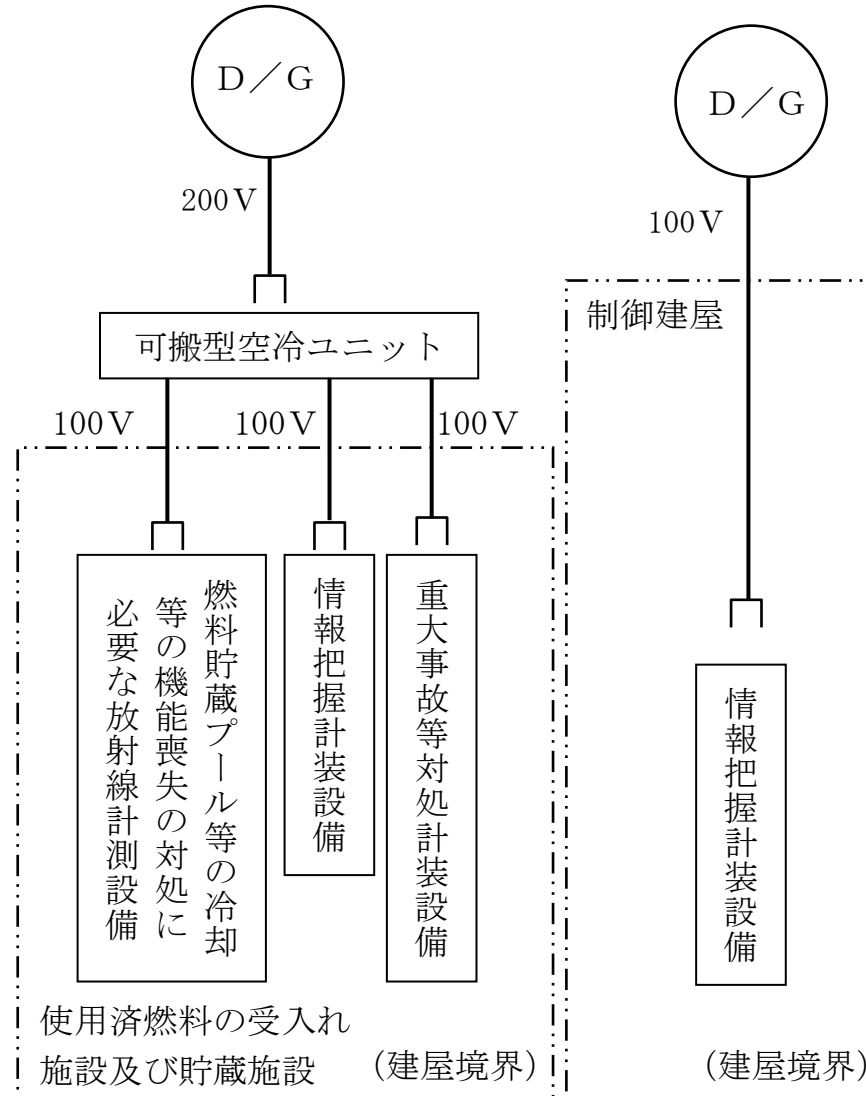 D／G
200V
可搬型空冷ユニット
100V
100V
100V
燃料貯蔵プール等の冷却
等の機能喪失の対処に
必要な放射線計測設備
情報把握計装設備
重大事故等対処計装設備
使用済燃料の受入れ
施設及び貯蔵施設
(建屋境界)
D／G
100V
制御建屋
情報把握計装設備
(建屋境界)